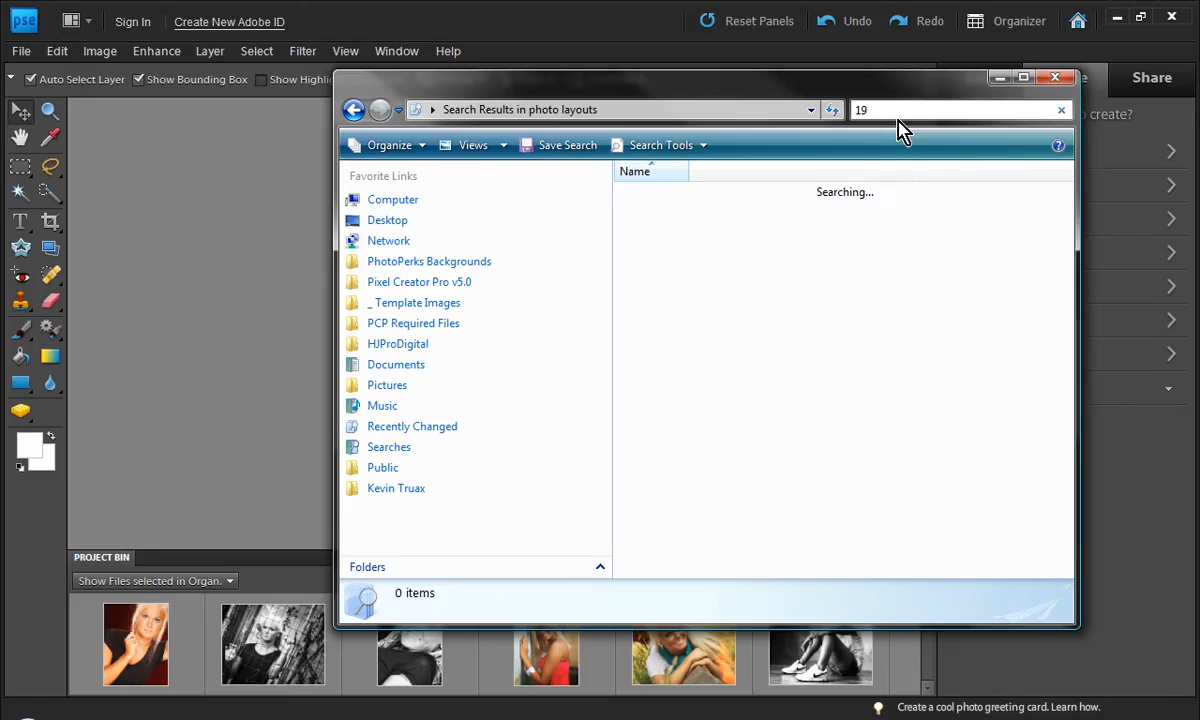 pse Sign In Create New Adobe ID Reset Panels Undo Redo Organizer
File Edit Image Enhance Layer Select Filter View Window Help
Auto Select Layer Show Bounding Box Show Highli Share
Search Results in photo layouts 19
o create?
Organize Views Save Search Search Tools
Favorite Links Name
Searching...
Computer
Desktop
Network
PhotoPerks Backgrounds
Pixel Creator Pro v5.0
_ Template Images
PCP Required Files
HJProDigital
Documents
Pictures
Music
Recently Changed
Searches
Public
Kevin Truax
Folders
0 items
PROJECT BIN
Show Files selected in Organ.
Create a cool photo greeting card. Learn how.